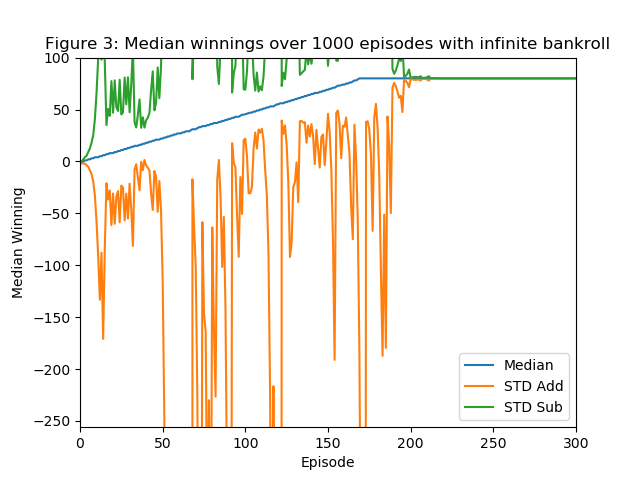 Figure 3: Median winnings over 1000 episodes with infinite bankroll
100
50
0
−50
−100
−150
−200
−250
Median Winning
0 50 100 150 200 250 300
Episode
Median
STD Add
STD Sub